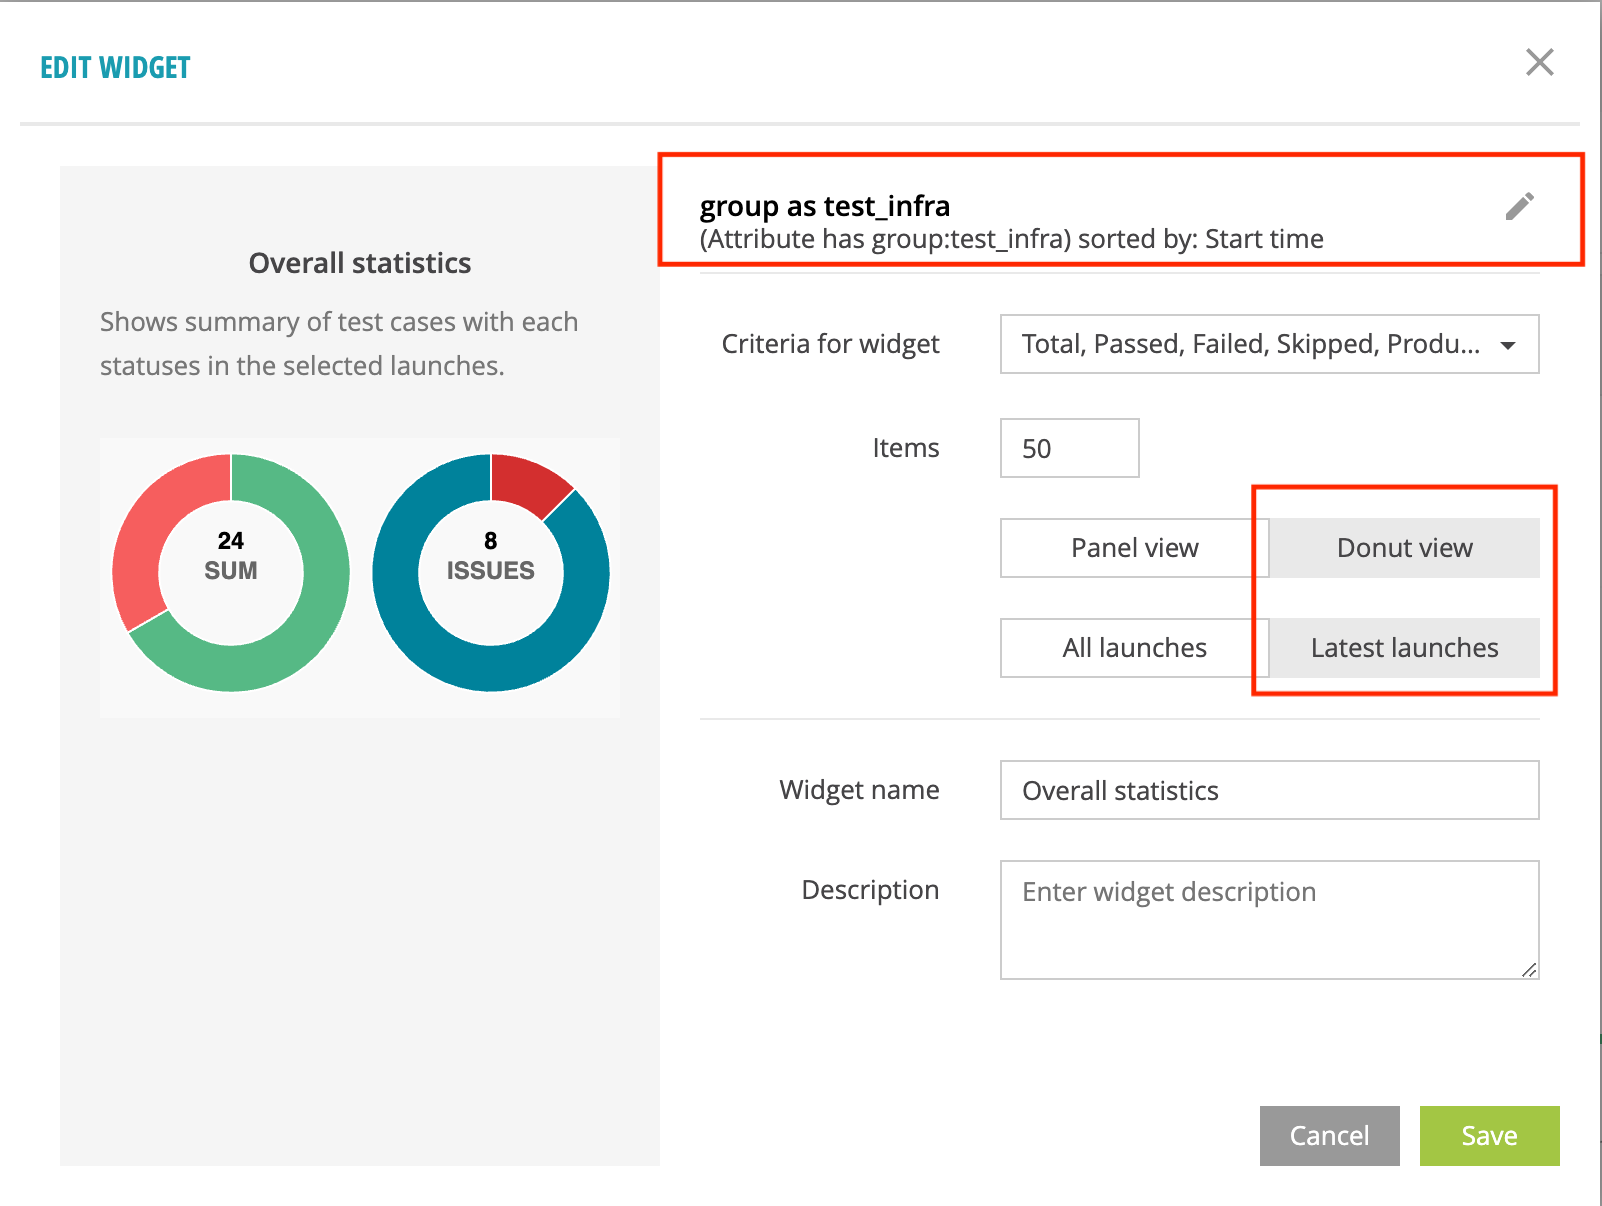 EDIT WIDGET
Overall statistics
Shows summary of test cases with each
statuses in the selected launches.
24
SUM
8
ISSUES
group as test_infra
(Attribute has group:test_infra) sorted by: Start time
Criteria for widget
Total, Passed, Failed, Skipped, Produ...
Items
50
Panel view
Donut view
All launches
Latest launches
Widget name
Overall statistics
Description
Enter widget description
Cancel
Save